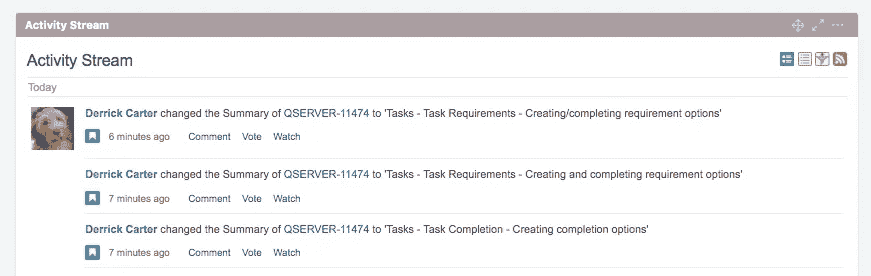 Activity Stream
Activity Stream
Today
Derrick Carter changed the Summary of QSERVER-11474 to 'Tasks - Task Requirements - Creating/completing requirement options'
6 minutes ago Comment Vote Watch
Derrick Carter changed the Summary of QSERVER-11474 to 'Tasks - Task Requirements - Creating and completing requirement options'
7 minutes ago Comment Vote Watch
Derrick Carter changed the Summary of QSERVER-11474 to 'Tasks - Task Completion - Creating completion options'
7 minutes ago Comment Vote Watch